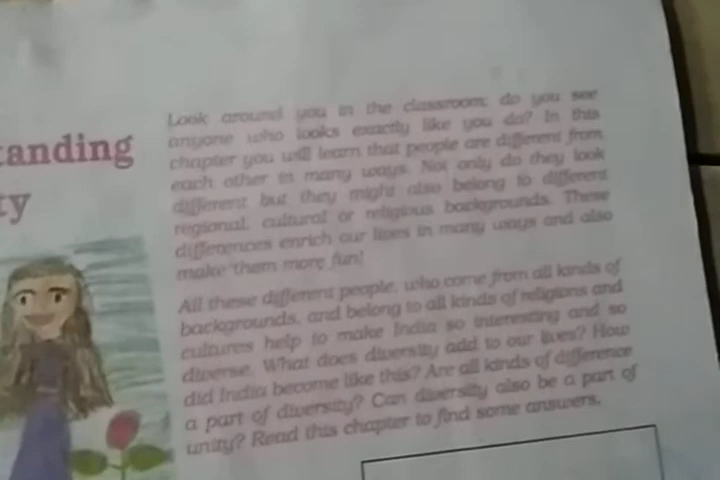 anding
ty
Look around you in the classroom: do you see
anyone who looks exactly like you do? In this
chapter you will learn that people are different from
each other in many ways. Not only do they look
different but they might also belong to different
regional, cultural or religious backgrounds. These
differences enrich our lives in many ways and also
make them more fun!
All these different people, who come from all kinds of
backgrounds, and belong to all kinds of religions and
cultures help to make India so interesting and so
diverse. What does diversity add to our lives? How
did India become like this? Are all kinds of difference
a part of diversity? Can diversity also be a part of
unity? Read this chapter to find some answers.